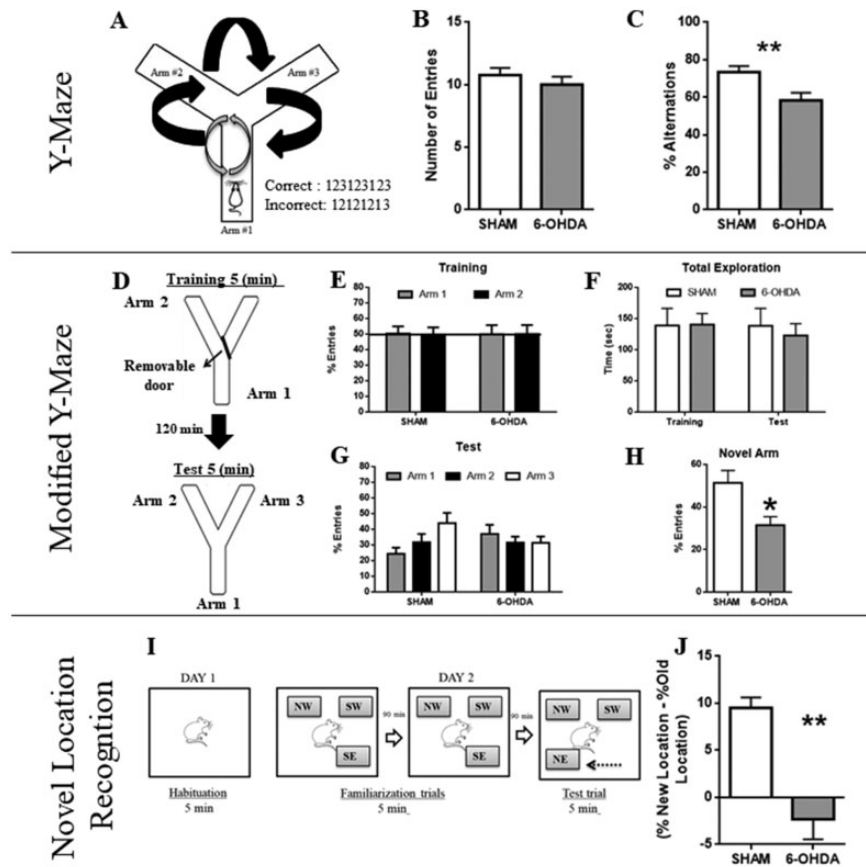 Y-Maze
A
Arm #2
Arm #3
Correct : 123123123
Incorrect: 12121213
Arm #1
B
Number of Entries
15
10
5
0
SHAM 6-OHDA
C
% Alternations
100
80
60
40
20
0
**
SHAM 6-OHDA
Modified Y-Maze
D
Training 5 (min)
Arm 2
Removable
door
Arm 1
120 min
Test 5 (min)
Arm 2 Arm 3
Arm 1
E
Training
Arm 1 Arm 2
% Entries
80
70
60
50
40
30
20
10
0
SHAM 6-OHDA
F
Total Exploration
SHAM 6-OHDA
Time (sec)
200
150
100
50
0
Training Test
G
Test
Arm 1 Arm 2 Arm 3
% Entries
80
70
60
50
40
30
20
10
0
SHAM 6-OHDA
H
Novel Arm
% Entries
60
40
20
0
*
SHAM 6-OHDA
Novel Location
Recogntion
I
DAY 1
DAY 2
NW SW
SE
90 min
NW SW
SE
90 min
NW SW
NE
Habituation
5 min
Familiarization trials
5 min
Test trial
5 min
J
(% New Location - %Old
Location)
15
10
5
0
-5
**
SHAM 6-OHDA